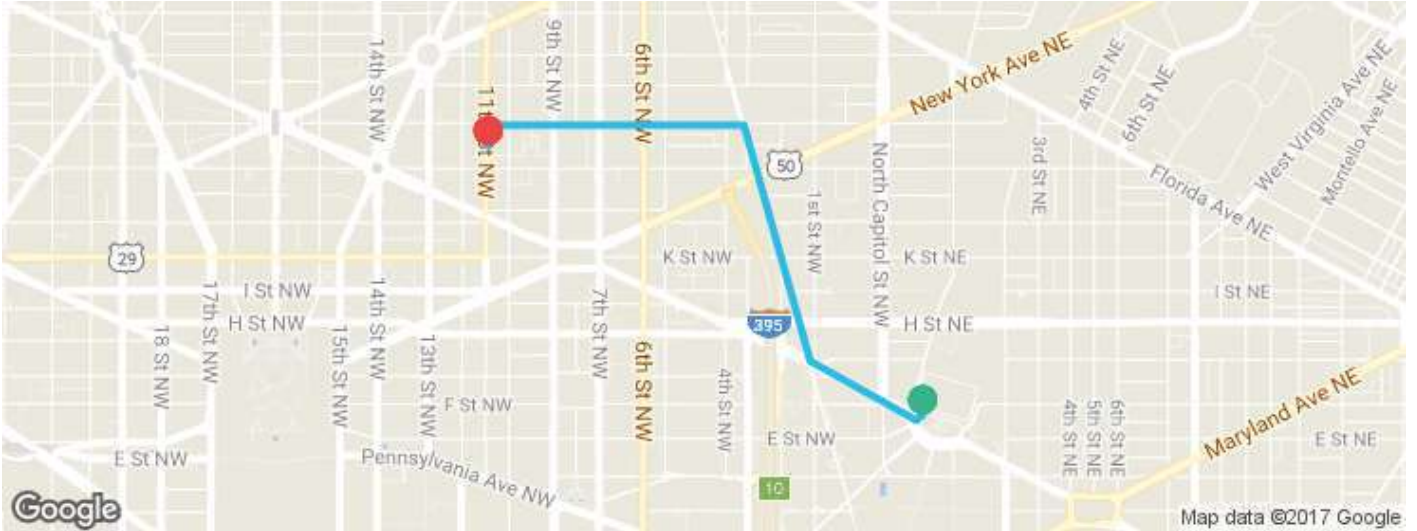 9th St NW
14th St NW
6th St NW
New York Ave NE
4th St NE
6th St NE
West Virginia Ave NE
Montello Ave NE
11th St NW
50
North Capitol St NW
3rd St NE
Florida Ave NE
1st St NW
29
K St NW
K St NE
I St NW
I St NE
17th St NW
14th St NW
7th St NW
H St NW
395
H St NE
18 St NW
15th St NW
13th St NW
6th St NW
4th St NW
F St NW
4th St NE
5th St NE
6th St NE
Maryland Ave NE
E St NW
E St NW
E St NE
Pennsylvania Ave NW
10
Google
Map data ©2017 Google